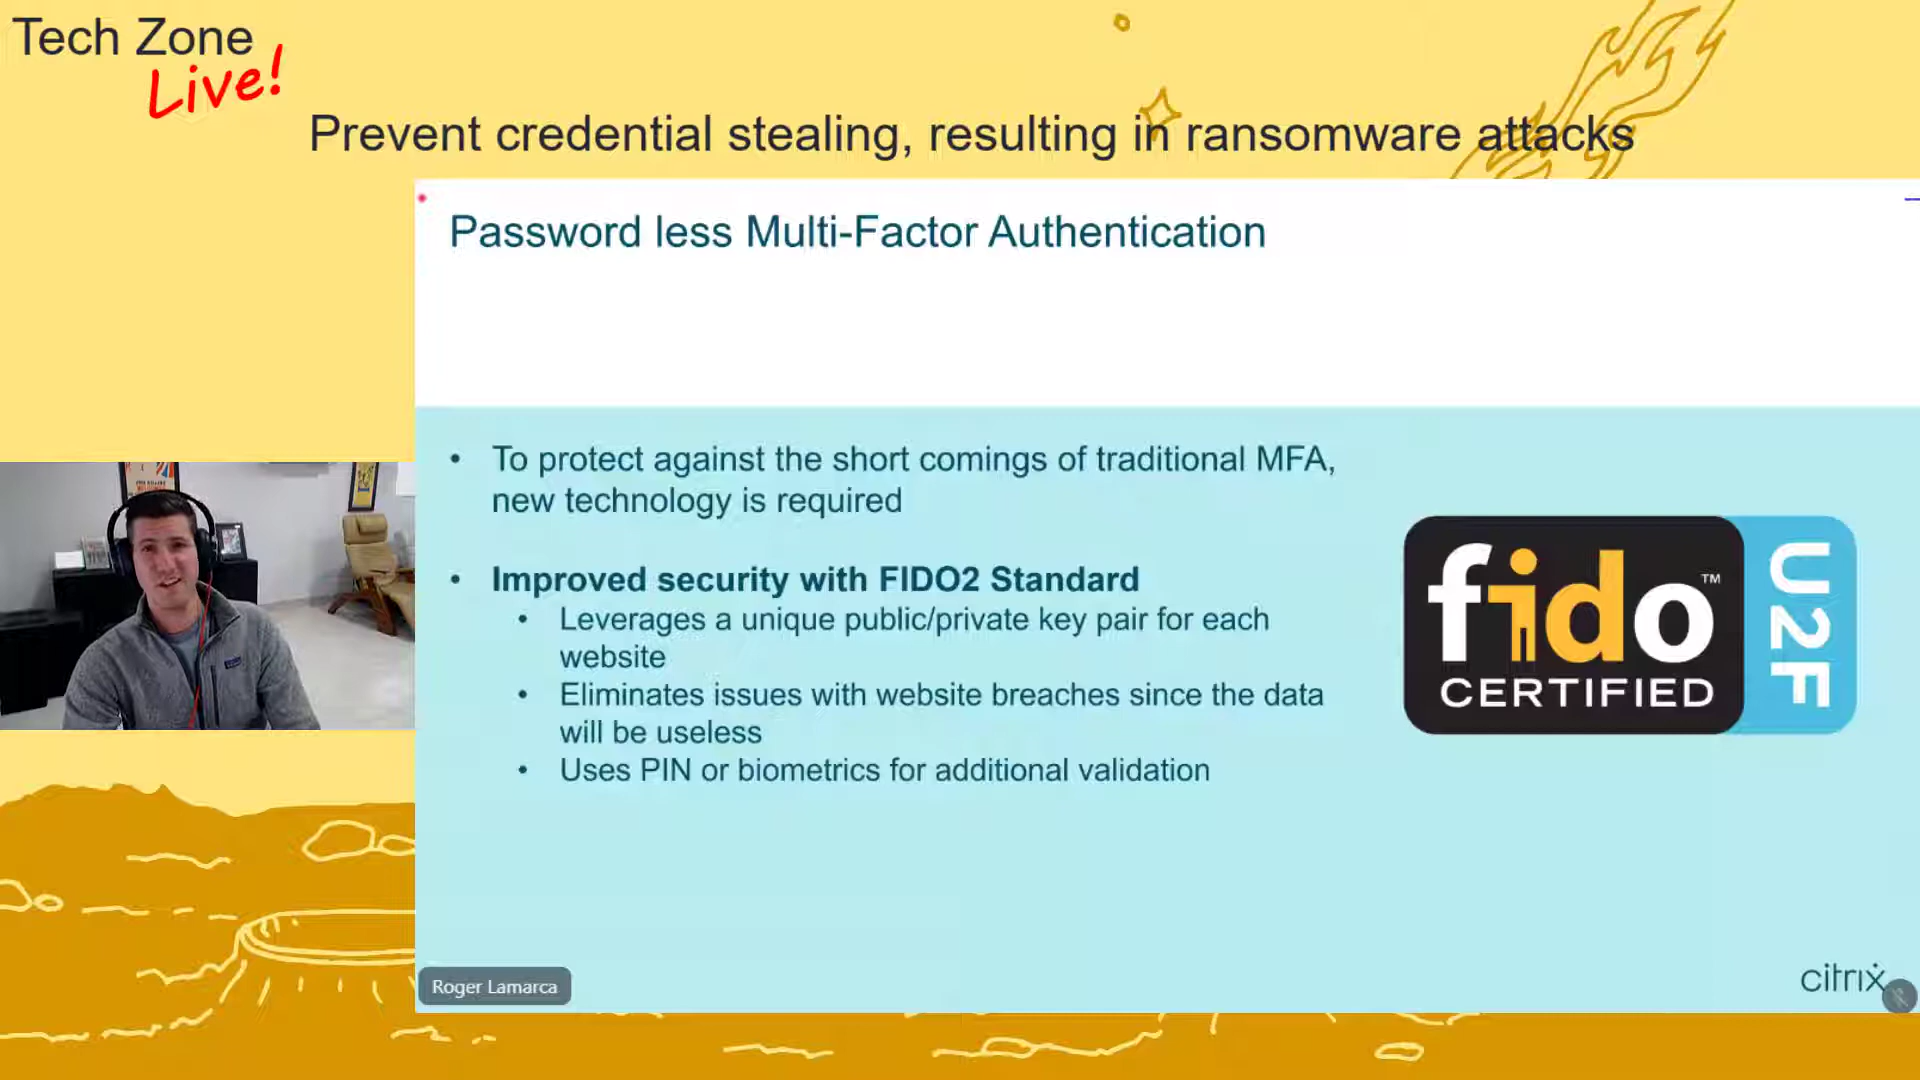 Tech Zone
Live!
Prevent credential stealing, resulting in ransomware attacks
Password less Multi-Factor Authentication
• To protect against the short comings of traditional MFA,
new technology is required
• Improved security with FIDO2 Standard
• Leverages a unique public/private key pair for each
website
• Eliminates issues with website breaches since the data
will be useless
• Uses PIN or biometrics for additional validation
fido™
CERTIFIED
U2F
Roger Lamarca
citrix